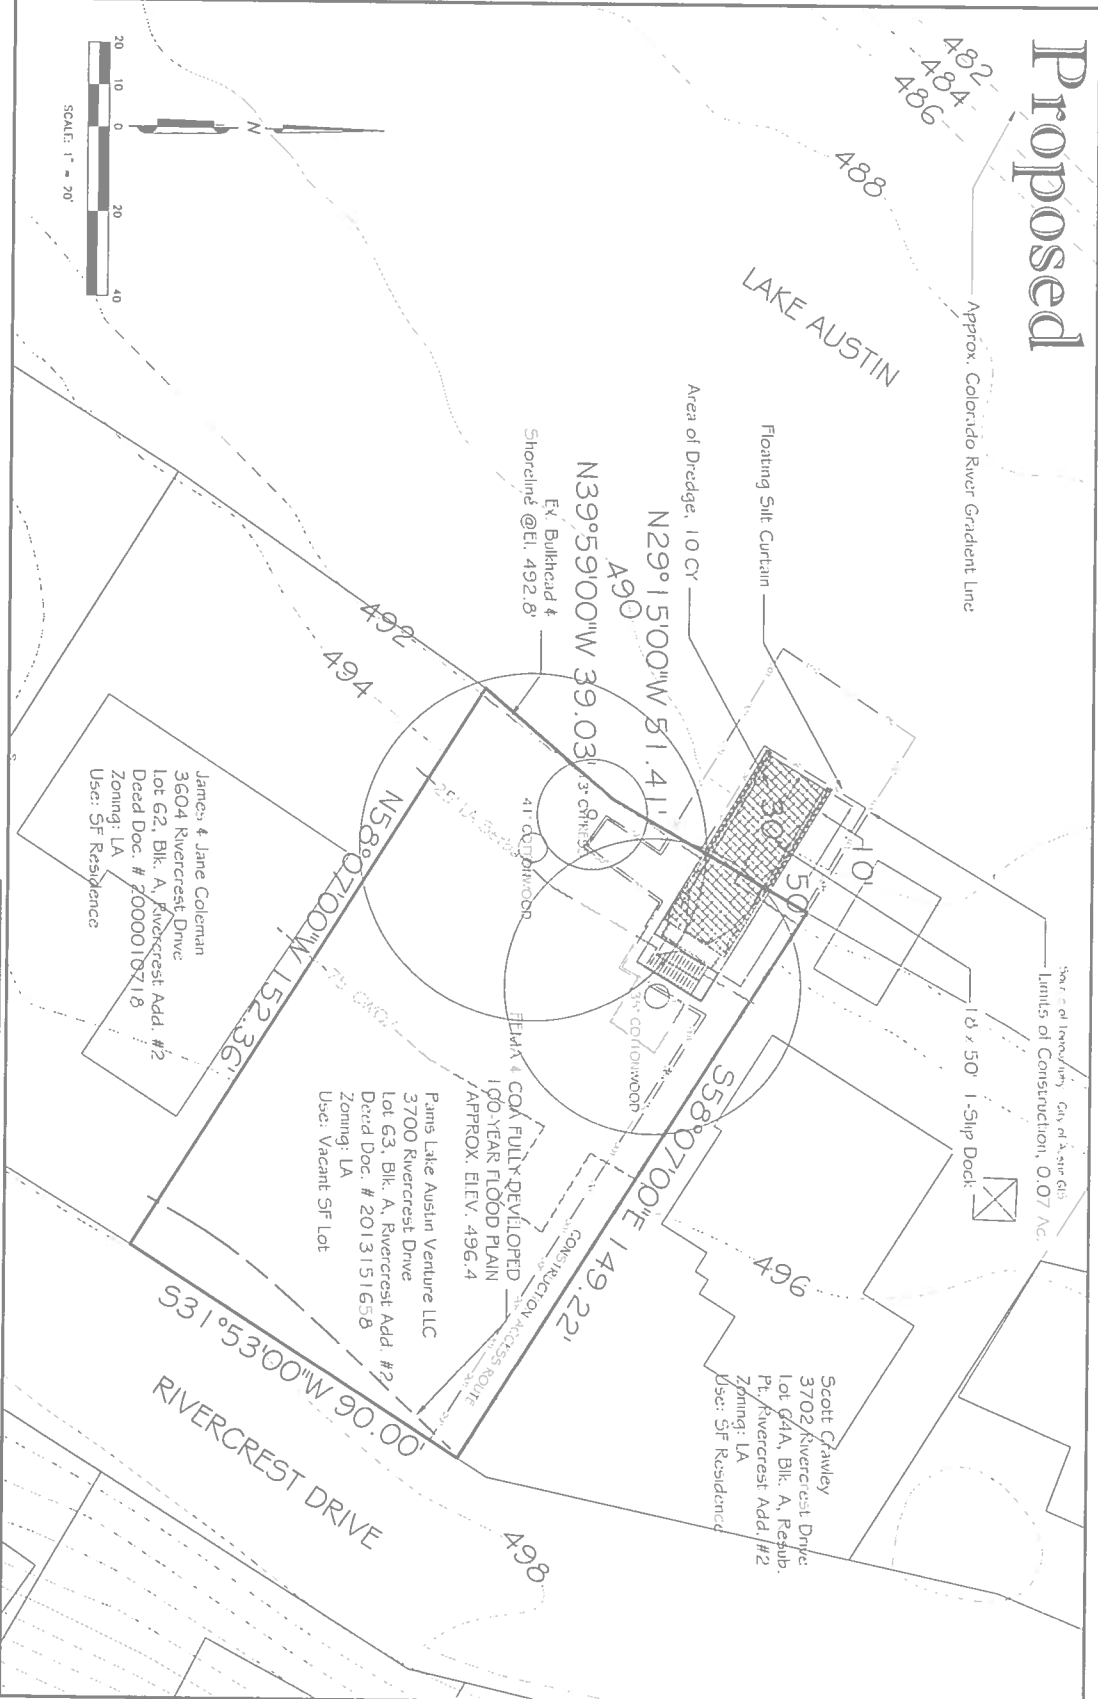 Proposed
482
484
486
488
Approx. Colorado River Gradient Line
LAKE AUSTIN
20
10
0
20
40
SCALE: 1" = 20'
N
Floating Silt Curtain
Area of Dredge, 10 CY
N29°15'00"W 51.41'
490
N39°59'00"W 39.03'
Ex. Bulkhead &
Shoreline @El. 492.8'
492
494
30'
50'
10'
0
Limits of Construction, 0.07 Ac.
18 x 50' 1-Slip Dock
41" COTTONWOOD
COTTONWOOD
N58°07'00"W 152.36'
S58°07'00"E 149.22'
FEMA & COA FULLY DEVELOPED
100-YEAR FLOOD PLAIN
APPROX. ELEV. 496.4
CONSTRUCTION ACCESS ROUTE
496
James & Jane Coleman
3604 Rivercrest Drive
Lot 62, Blk. A, Rivercrest Add. #2
Deed Doc. # 2000010718
Zoning: LA
Use: SF Residence
Pams Lake Austin Venture LLC
3700 Rivercrest Drive
Lot 63, Blk. A, Rivercrest Add. #2
Deed Doc. # 2013151658
Zoning: LA
Use: Vacant SF Lot
Scott Crawley
3702 Rivercrest Drive
Lot 64A, Blk. A, Resub.
Pt. Rivercrest Add. #2
Zoning: LA
Use: SF Residence
S31°53'00"W 90.00'
RIVERCREST DRIVE
498